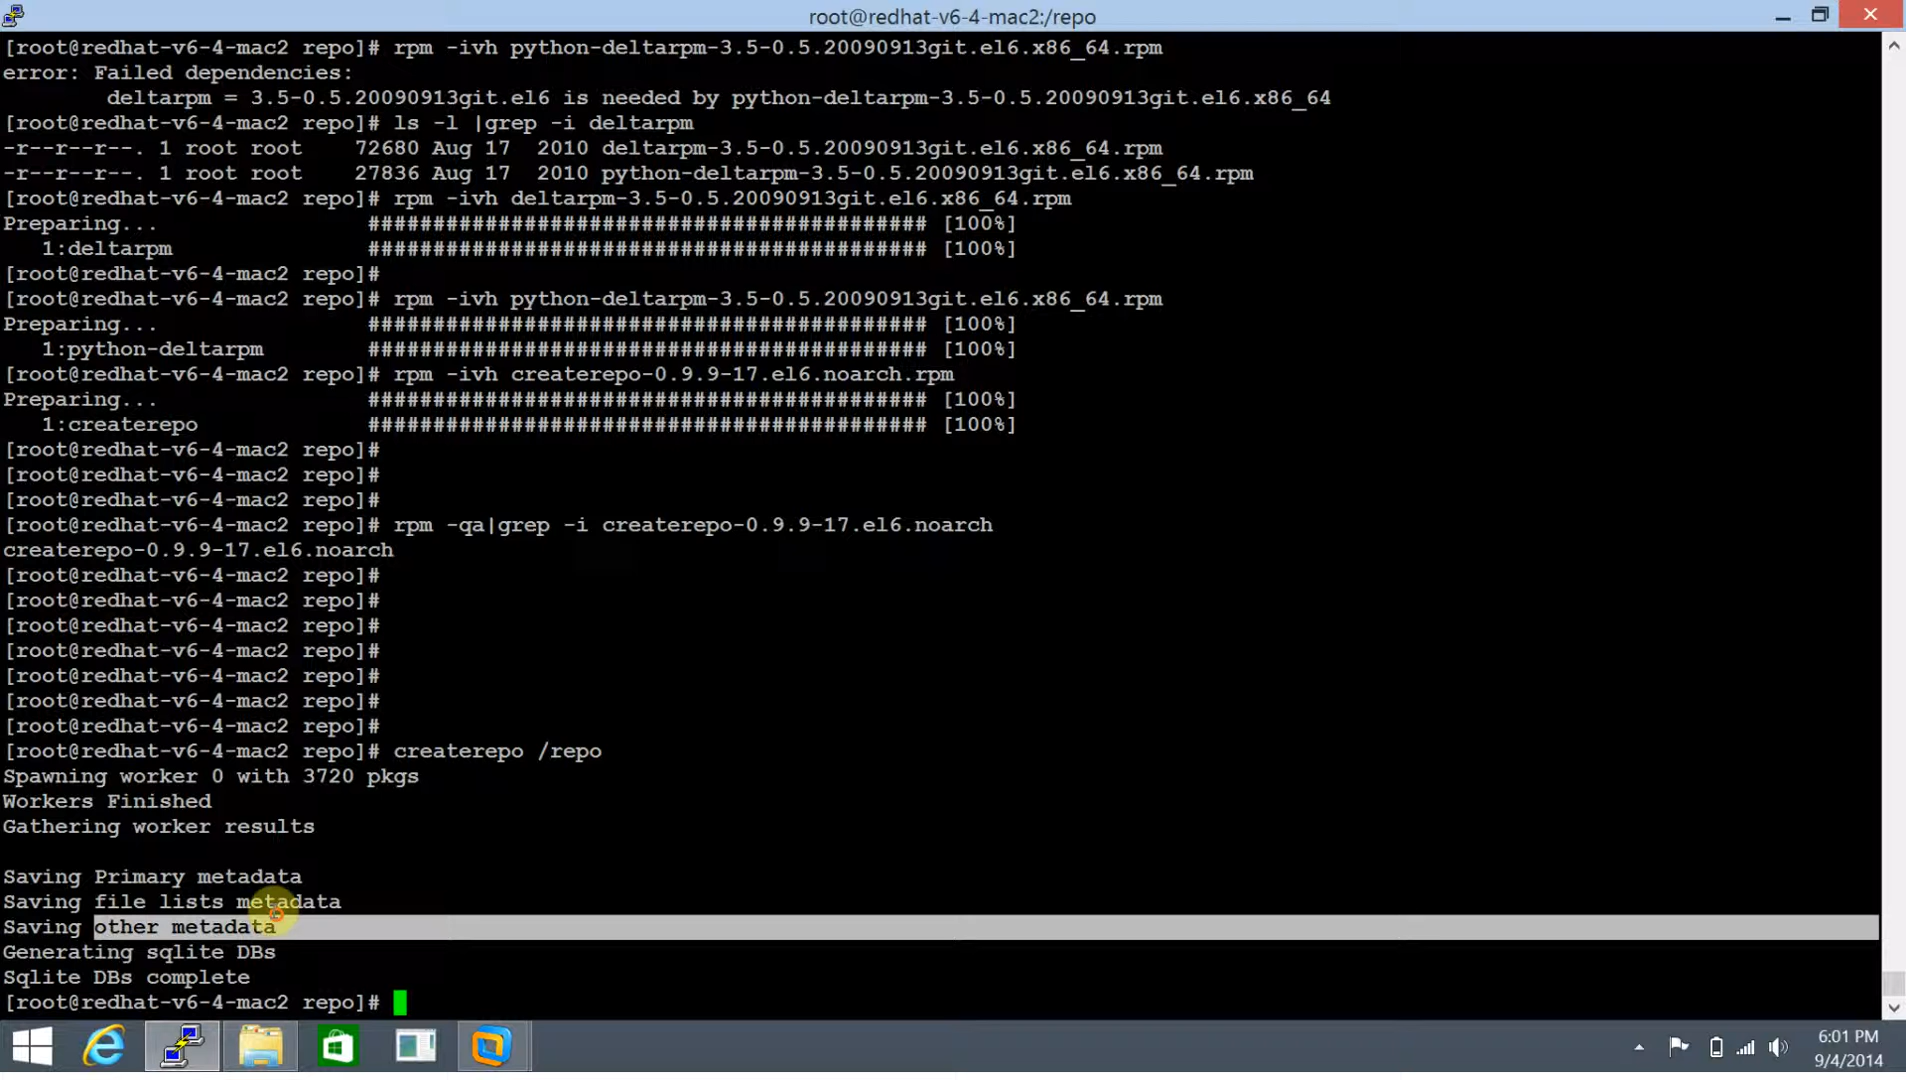 root@redhat-v6-4-mac2:/repo
[root@redhat-v6-4-mac2 repo]# rpm -ivh python-deltarpm-3.5-0.5.20090913git.el6.x86_64.rpm
error: Failed dependencies:
        deltarpm = 3.5-0.5.20090913git.el6 is needed by python-deltarpm-3.5-0.5.20090913git.el6.x86_64
[root@redhat-v6-4-mac2 repo]# ls -l |grep -i deltarpm
-r--r--r--. 1 root root    72680 Aug 17  2010 deltarpm-3.5-0.5.20090913git.el6.x86_64.rpm
-r--r--r--. 1 root root    27836 Aug 17  2010 python-deltarpm-3.5-0.5.20090913git.el6.x86_64.rpm
[root@redhat-v6-4-mac2 repo]# rpm -ivh deltarpm-3.5-0.5.20090913git.el6.x86_64.rpm
Preparing...                ########################################### [100%]
   1:deltarpm               ########################################### [100%]
[root@redhat-v6-4-mac2 repo]#
[root@redhat-v6-4-mac2 repo]# rpm -ivh python-deltarpm-3.5-0.5.20090913git.el6.x86_64.rpm
Preparing...                ########################################### [100%]
   1:python-deltarpm        ########################################### [100%]
[root@redhat-v6-4-mac2 repo]# rpm -ivh createrepo-0.9.9-17.el6.noarch.rpm
Preparing...                ########################################### [100%]
   1:createrepo             ########################################### [100%]
[root@redhat-v6-4-mac2 repo]#
[root@redhat-v6-4-mac2 repo]#
[root@redhat-v6-4-mac2 repo]#
[root@redhat-v6-4-mac2 repo]# rpm -qa|grep -i createrepo-0.9.9-17.el6.noarch
createrepo-0.9.9-17.el6.noarch
[root@redhat-v6-4-mac2 repo]#
[root@redhat-v6-4-mac2 repo]#
[root@redhat-v6-4-mac2 repo]#
[root@redhat-v6-4-mac2 repo]#
[root@redhat-v6-4-mac2 repo]#
[root@redhat-v6-4-mac2 repo]#
[root@redhat-v6-4-mac2 repo]#
[root@redhat-v6-4-mac2 repo]# createrepo /repo
Spawning worker 0 with 3720 pkgs
Workers Finished
Gathering worker results
Saving Primary metadata
Saving file lists metadata
Saving other metadata
Generating sqlite DBs
Sqlite DBs complete
[root@redhat-v6-4-mac2 repo]#
6:01 PM
9/4/2014